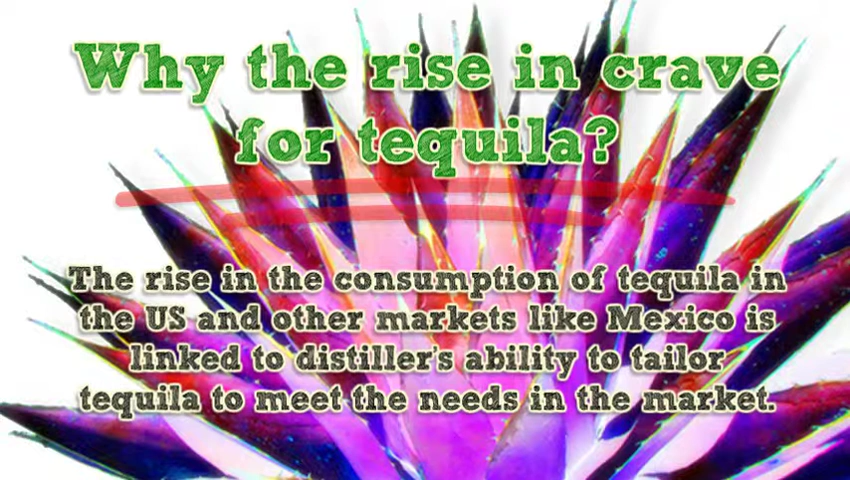 Why the rise in crave
for tequila?
The rise in the consumption of tequila in
the US and other markets like Mexico is
linked to distiller's ability to tailor
tequila to meet the needs in the market.